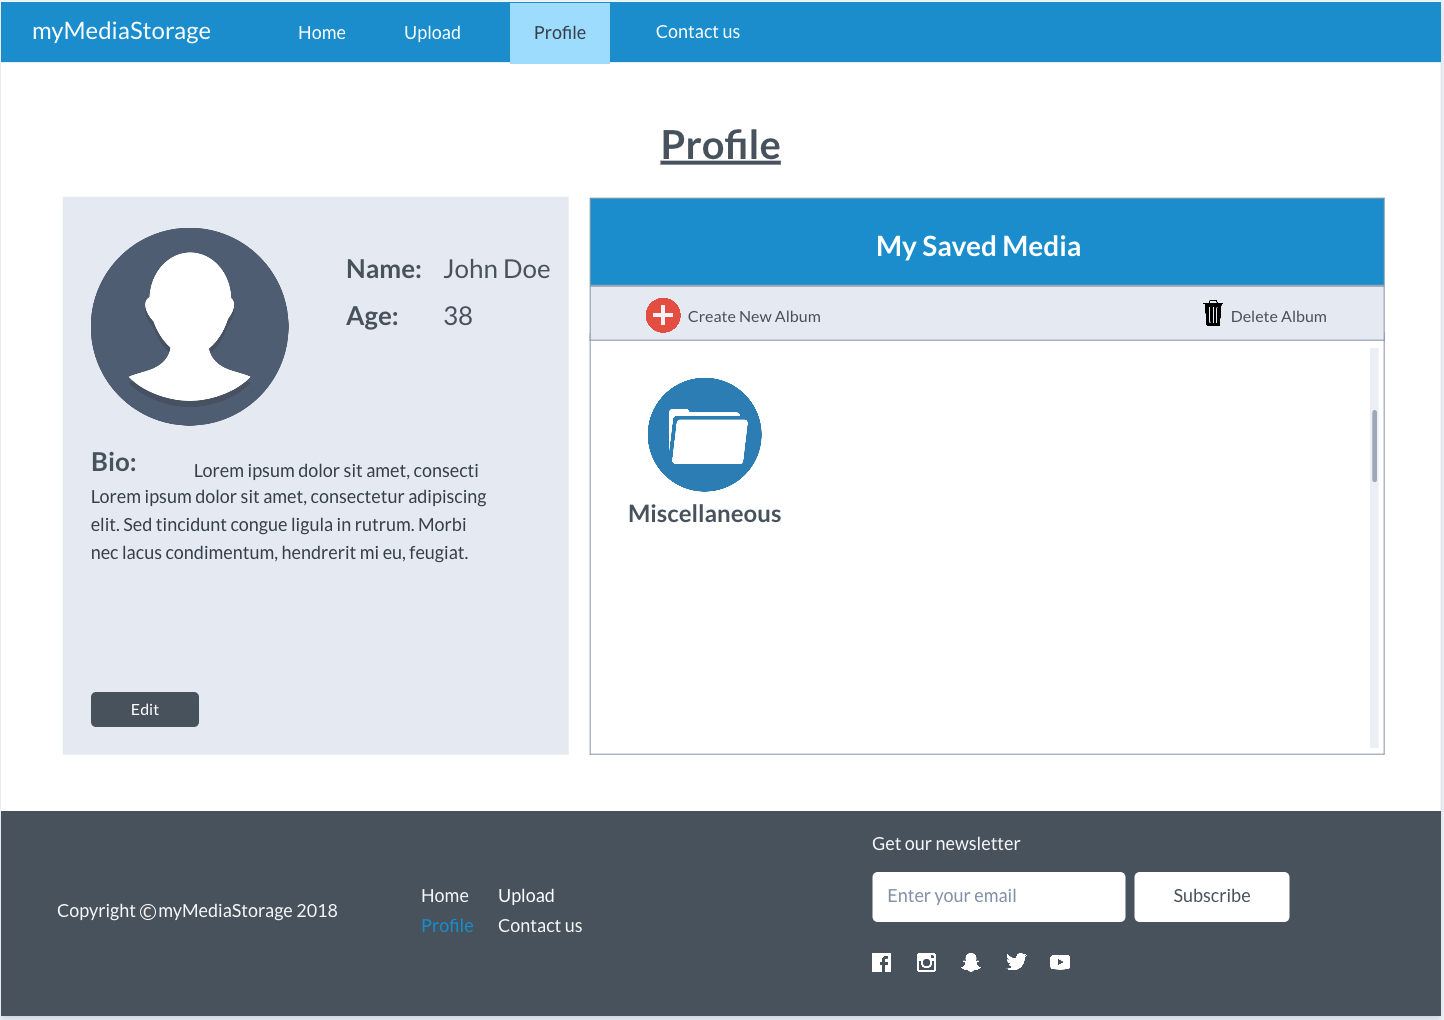 myMediaStorage
Home
Upload
Profile
Contact us
Profile
Name: John Doe
Age: 38
Bio:
Lorem ipsum dolor sit amet, consecti
Lorem ipsum dolor sit amet, consectetur adipiscing
elit. Sed tincidunt congue ligula in rutrum. Morbi
nec lacus condimentum, hendrerit mi eu, feugiat.
Edit
My Saved Media
Create New Album
Delete Album
Miscellaneous
Copyright ©myMediaStorage 2018
Home
Upload
Profile
Contact us
Get our newsletter
Enter your email
Subscribe